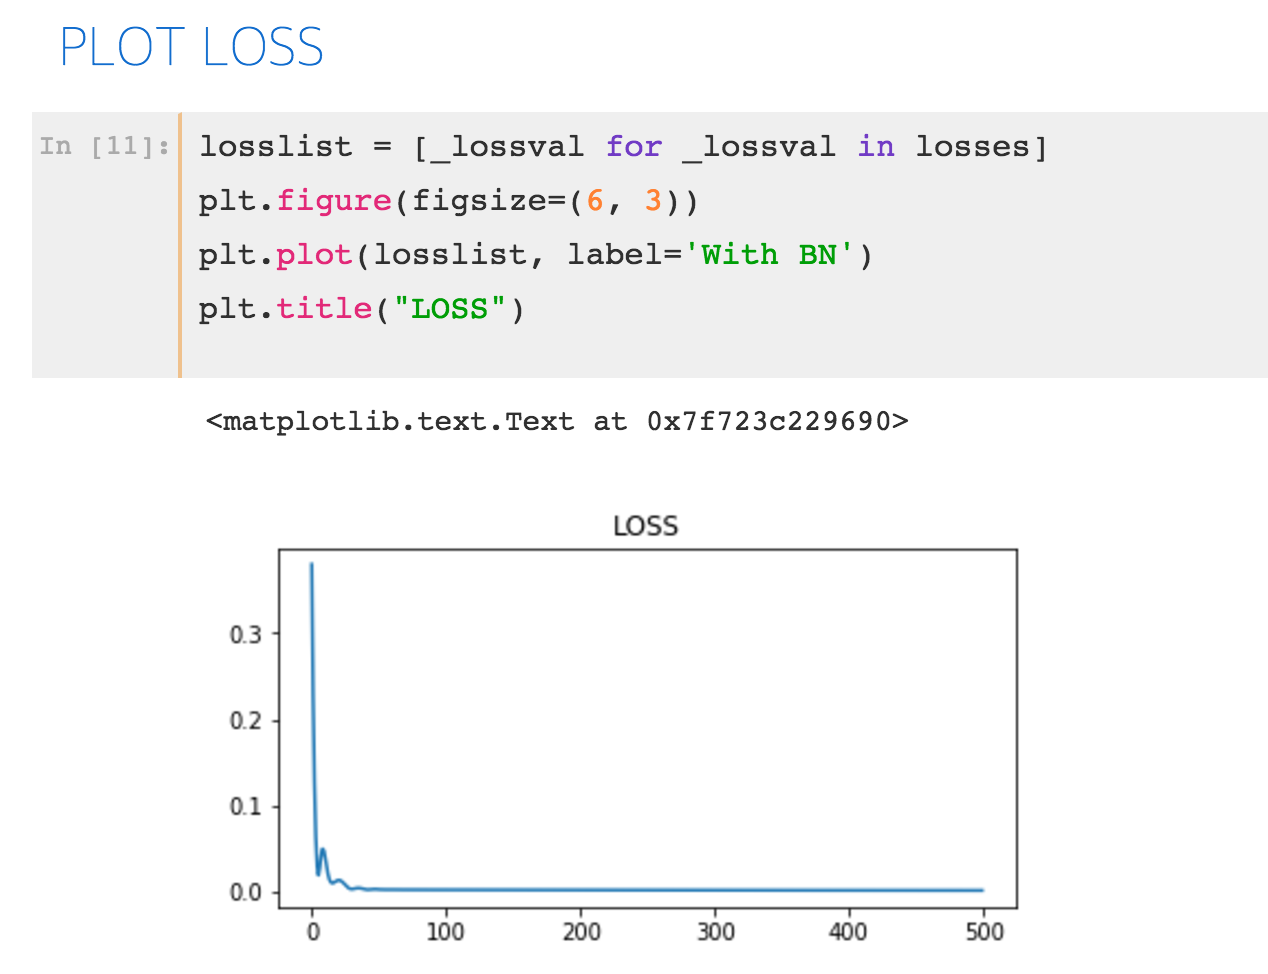 PLOT LOSS
In [11]:
losslist = [_lossval for _lossval in losses]
plt.figure(figsize=(6, 3))
plt.plot(losslist, label='With BN')
plt.title("LOSS")
<matplotlib.text.Text at 0x7f723c229690>
LOSS
0.3
0.2
0.1
0.0
0 100 200 300 400 500